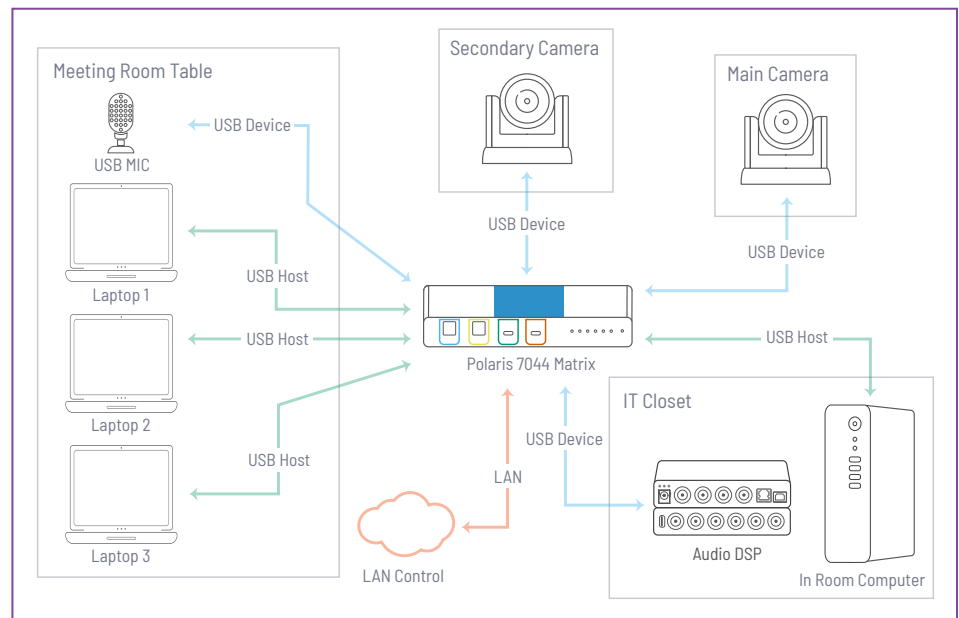 Secondary Camera
Main Camera
Meeting Room Table
USB MIC
USB Device
USB Device
USB Device
Laptop 1
USB Host
Laptop 2
USB Host
Laptop 3
USB Host
Polaris 7044 Matrix
USB Host
USB Device
LAN
LAN Control
IT Closet
Audio DSP
In Room Computer